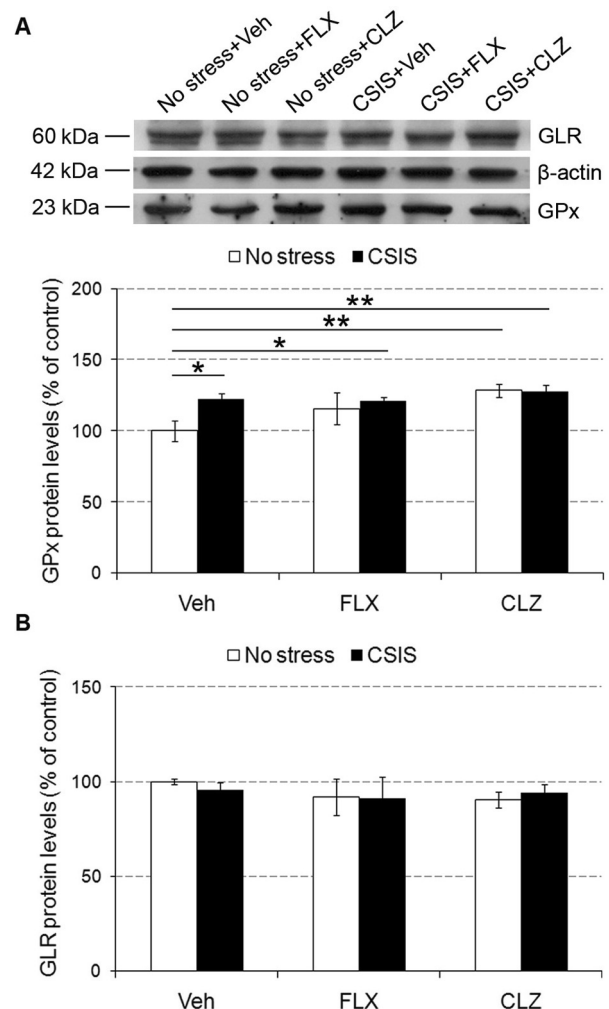 A
No stress+Veh No stress+FLX No stress+CLZ CSIS+Veh CSIS+FLX CSIS+CLZ
60 kDa GLR
42 kDa β-actin
23 kDa GPx
No stress CSIS
GPx protein levels (% of control)
200
**
**
150
*
*
100
50
0
Veh FLX CLZ
B
No stress CSIS
GLR protein levels (% of control)
150
100
50
0
Veh FLX CLZ